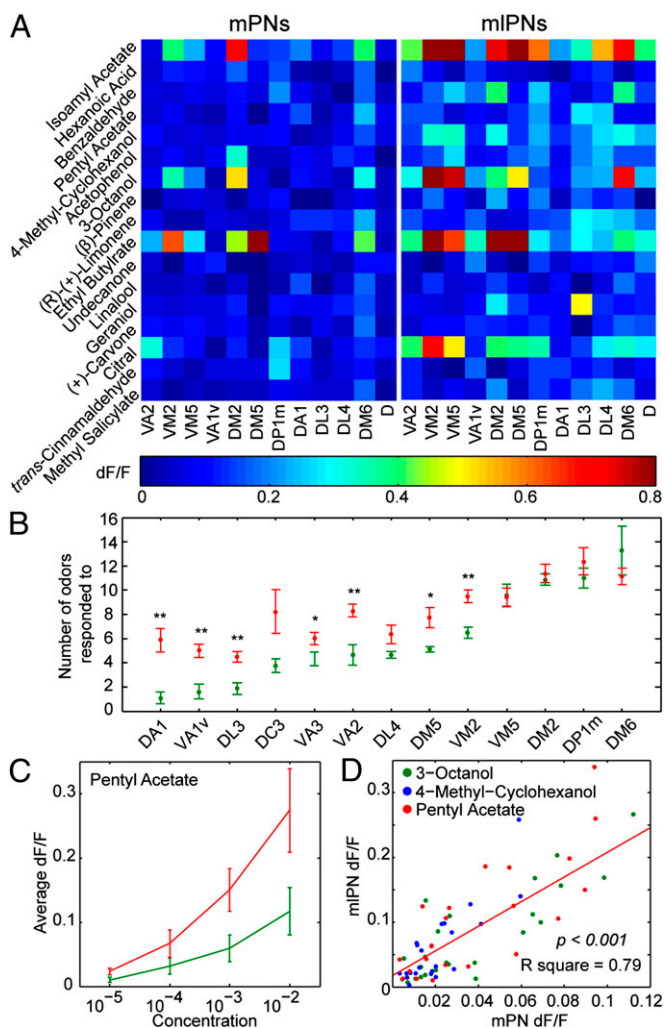 A
mPNs
mlPNs
Isoamyl Acetate
Hexanoic Acid
Benzaldehyde
Pentyl Acetate
4-Methyl-Cyclohexanol
Acetophenol
3-Octanol
(β)-Pinene
(R)-(+)-Limonene
Ethyl Butyrate
Undecanone
Linalool
Geraniol
(+)-Carvone
Citral
trans-Cinnamaldehyde
Methyl Salicylate
VA2 VM2 VM5 VA1v DM2 DM5 DP1m DA1 DL3 DL4 DM6 D
VA2 VM2 VM5 VA1v DM2 DM5 DP1m DA1 DL3 DL4 DM6 D
dF/F
0 0.2 0.4 0.6 0.8
B
Number of odors
responded to
16
14
12
10
8
6
4
2
0
** ** ** * ** * **
DA1 VA1v DL3 DC3 VA3 VA2 DL4 DM5 VM2 VM5 DM2 DP1m DM6
C
Pentyl Acetate
Average dF/F
0.3
0.2
0.1
0
10-5 10-4 10-3 10-2
Concentration
D
3-Octanol
4-Methyl-Cyclohexanol
Pentyl Acetate
mlPN dF/F
0.3
0.2
0.1
0
p < 0.001
R square = 0.79
0.02 0.04 0.06 0.08 0.1 0.12
mPN dF/F